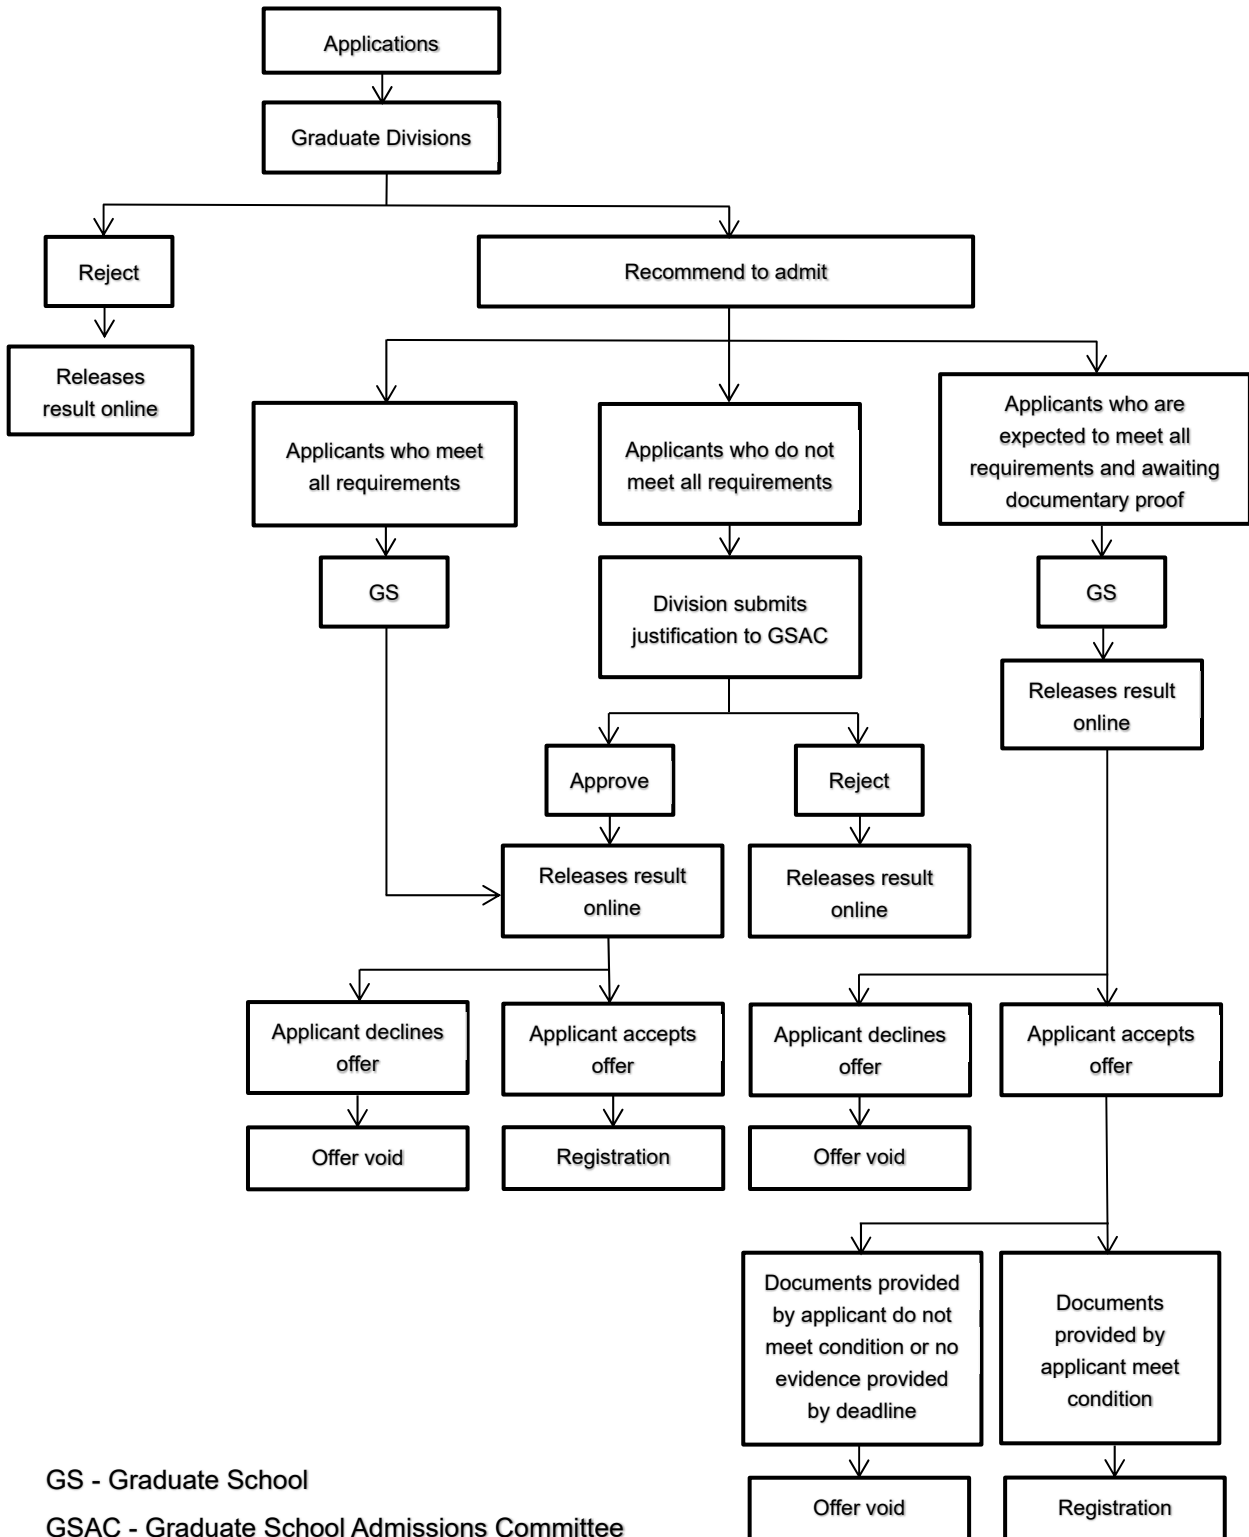 Applications
Graduate Divisions
Reject
Recommend to admit
Releases
result online
Applicants who meet
all requirements
Applicants who do not
meet all requirements
Applicants who are
expected to meet all
requirements and awaiting
documentary proof
GS
Division submits
justification to GSAC
GS
Releases result
online
Approve
Reject
Releases result
online
Releases result
online
Applicant declines
offer
Applicant accepts
offer
Applicant declines
offer
Applicant accepts
offer
Offer void
Registration
Offer void
Documents provided
by applicant do not
meet condition or no
evidence provided
by deadline
Documents
provided by
applicant meet
condition
Offer void
Registration
GS - Graduate School
GSAC - Graduate School Admissions Committee